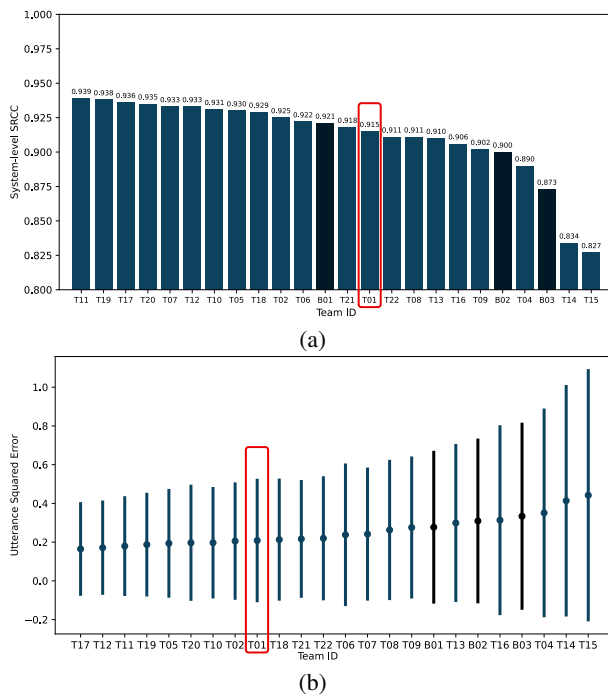 1.000
0.975
0.950
0.925
0.900
0.875
0.850
0.825
0.800
System-level SRCC
0.939 0.938 0.936 0.935 0.933 0.933 0.931 0.930 0.929 0.925 0.922 0.921 0.918 0.915 0.911 0.911 0.910 0.906 0.902 0.900 0.890 0.873 0.834 0.827
T11 T19 T17 T20 T07 T12 T10 T05 T18 T02 T06 B01 T21 T01 T22 T08 T13 T16 T09 B02 T04 B03 T14 T15
Team ID
(a)
1.0
0.8
0.6
0.4
0.2
0.0
−0.2
Utterance Squared Error
T17 T12 T11 T19 T05 T20 T10 T02 T01 T18 T21 T22 T06 T07 T08 T09 B01 T13 B02 T16 B03 T04 T14 T15
Team ID
(b)